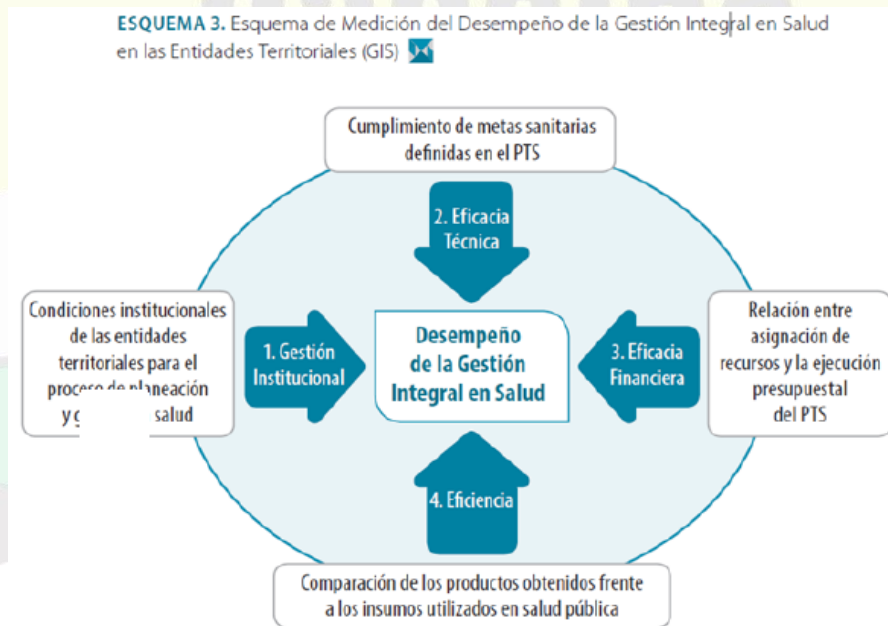 ESQUEMA 3. Esquema de Medición del Desempeño de la Gestión Integral en Salud
en las Entidades Territoriales (GIS)
Cumplimiento de metas sanitarias
definidas en el PTS
2. Eficacia
Técnica
Condiciones institucionales
de las entidades
territoriales para el
proceso de planeación
y salud
1. Gestión
Institucional
Desempeño
de la Gestión
Integral en Salud
3. Eficacia
Financiera
Relación entre
asignación de
recursos y la ejecución
presupuestal
del PTS
4. Eficiencia
Comparación de los productos obtenidos frente
a los insumos utilizados en salud pública